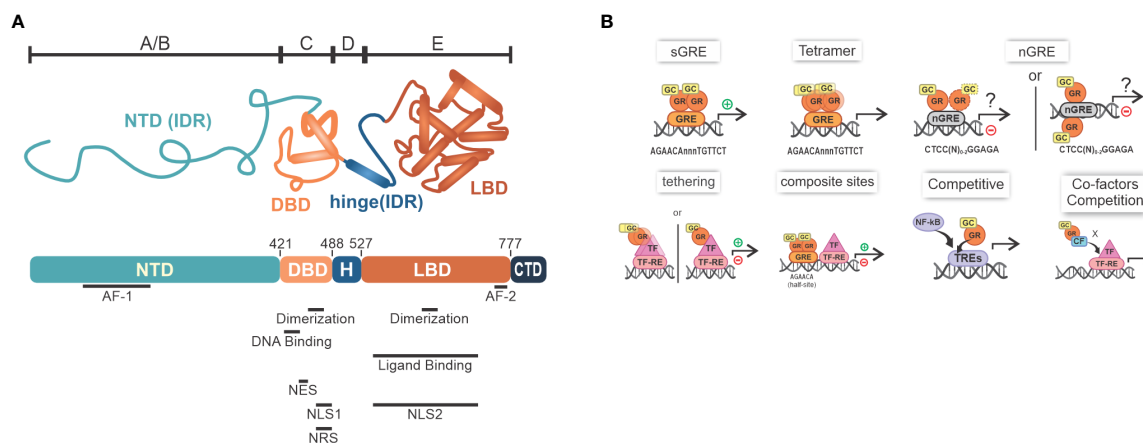 A
A/B C D E
NTD (IDR)
DBD
hinge(IDR)
LBD
421 488 527 777
NTD DBD H LBD CTD
AF-1
AF-2
Dimerization Dimerization
DNA Binding
Ligand Binding
NES
NLS1 NLS2
NRS
B
sGRE Tetramer nGRE
or
GC GC
GR GR
GRE
+
AGAACAnnnTGTTCT
GC GC
GR GR
GRE
AGAACAnnnTGTTCT
GC GC
GR GR
nGRE
?
−
CTCC(N)₀₋₂GGAGA
GC
GR
nGRE
GR
GC
?
−
CTCC(N)₀₋₂GGAGA
tethering composite sites Competitive Co-factors
Competition
or
GC
GR
TF
TF-RE
GC
GR
TF
TF-RE
+
−
GC GC
GR GR
GRE
TF
TF-RE
+
−
AGAACA
(half-site)
NF-kB
GC
GR
TREs
GC
GR
CF
X
TF
TF-RE